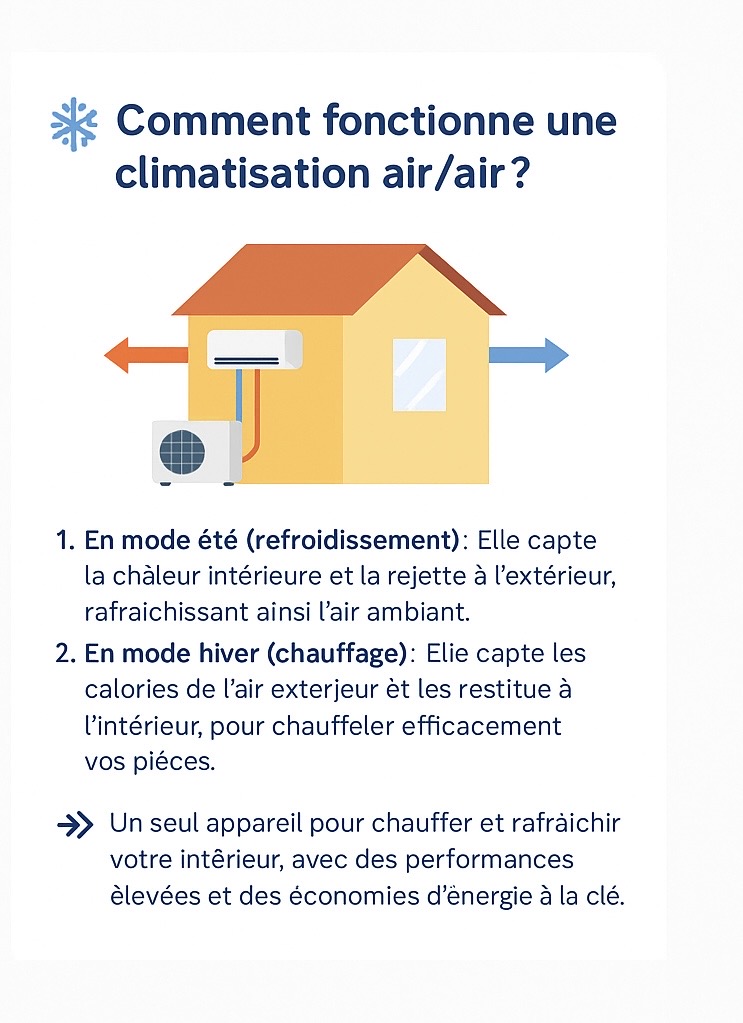 Comment fonctionne une
climatisation air/air ?
1. En mode été (refroidissement): Elle capte
la chàleur intérieure et la rejette à l'extérieur,
rafraichissant ainsi l'air ambiant.
2. En mode hiver (chauffage): Elie capte les
calories de l'air exterjeur èt les restitue à
l'intérieur, pour chauffeler efficacement
vos piéces.
Un seul appareil pour chauffer et rafràichir
votre intêrieur, avec des performances
èlevées et des économies d'ènergie à la clé.